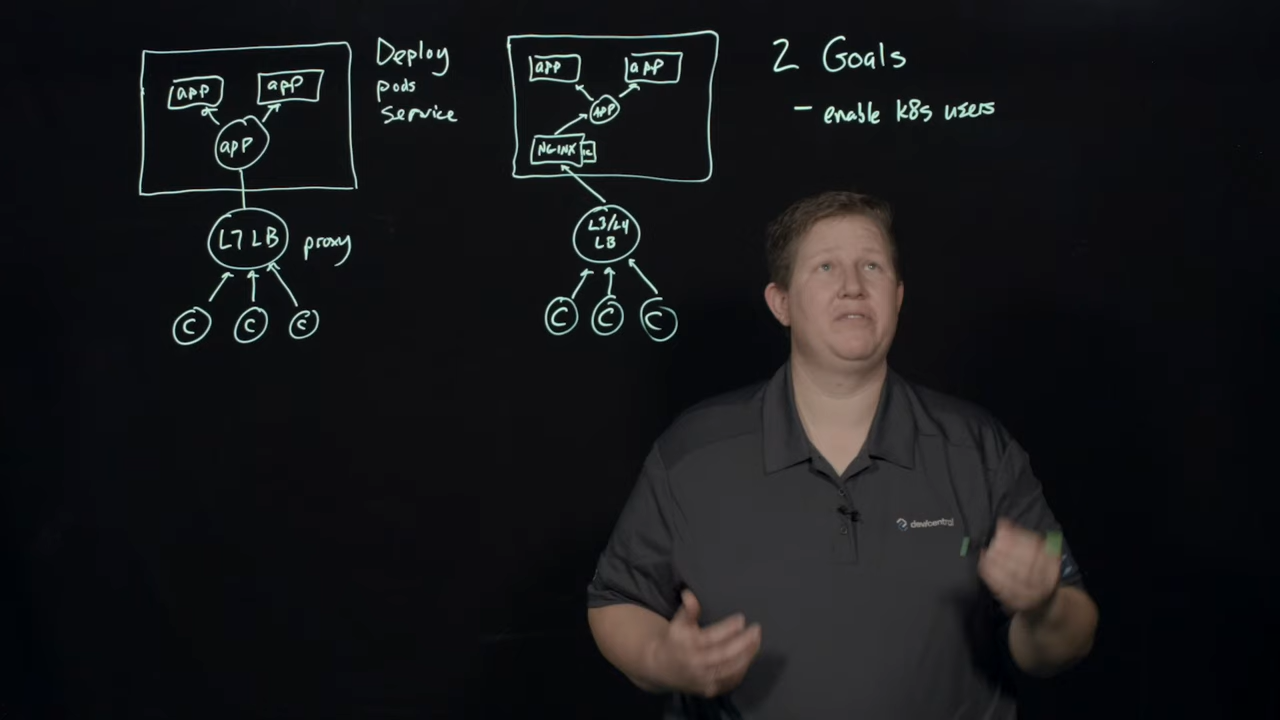 app
app
app
L7 LB
proxy
C
C
C
Deploy
pods
service
app
app
APP
NGINX
IC
L3/L4
LB
C
C
C
2 Goals
- enable k8s users
devcentral